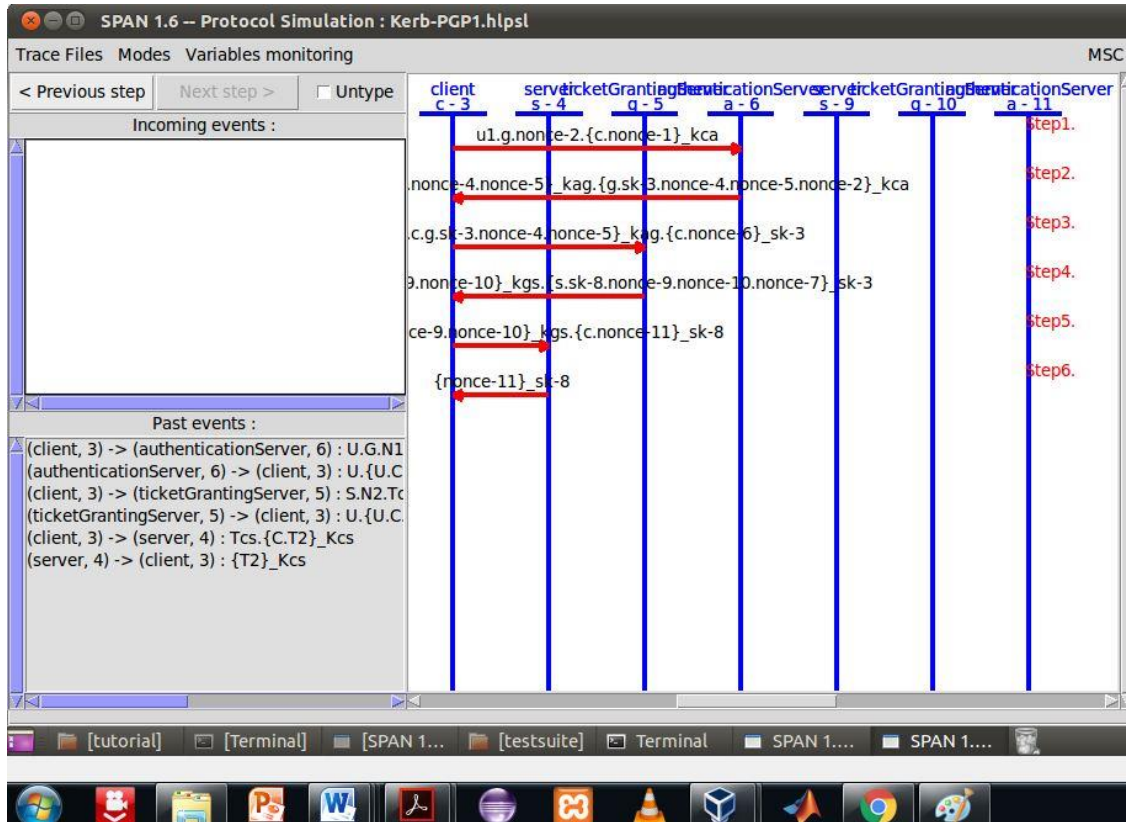 SPAN 1.6 -- Protocol Simulation : Kerb-PGP1.hlpsl
Trace Files Modes Variables monitoring MSC
< Previous step Next step > Untype
Incoming events :
client
c - 3 s - 4 g - 5 a - 6 s - 9 g - 10 a - 11
Step1.
u1.g.nonce-2.{c.nonce-1}_kca
Step2.
.nonce-4.nonce-5}_kag.{g.sk-3.nonce-4.nonce-5.nonce-2}_kca
Step3.
.c.g.sk-3.nonce-4.nonce-5}_kag.{c.nonce-6}_sk-3
Step4.
9.nonce-10}_kgs.{s.sk-8.nonce-9.nonce-10.nonce-7}_sk-3
Step5.
ce-9.nonce-10}_kgs.{c.nonce-11}_sk-8
Step6.
{nonce-11}_sk-8
Past events :
(client, 3) -> (authenticationServer, 6) : U.G.N1
(authenticationServer, 6) -> (client, 3) : U.{U.C
(client, 3) -> (ticketGrantingServer, 5) : S.N2.Tc
(ticketGrantingServer, 5) -> (client, 3) : U.{U.C.
(client, 3) -> (server, 4) : Tcs.{C.T2}_Kcs
(server, 4) -> (client, 3) : {T2}_Kcs
[tutorial] [Terminal] [SPAN 1... [testsuite] Terminal SPAN 1.... SPAN 1....